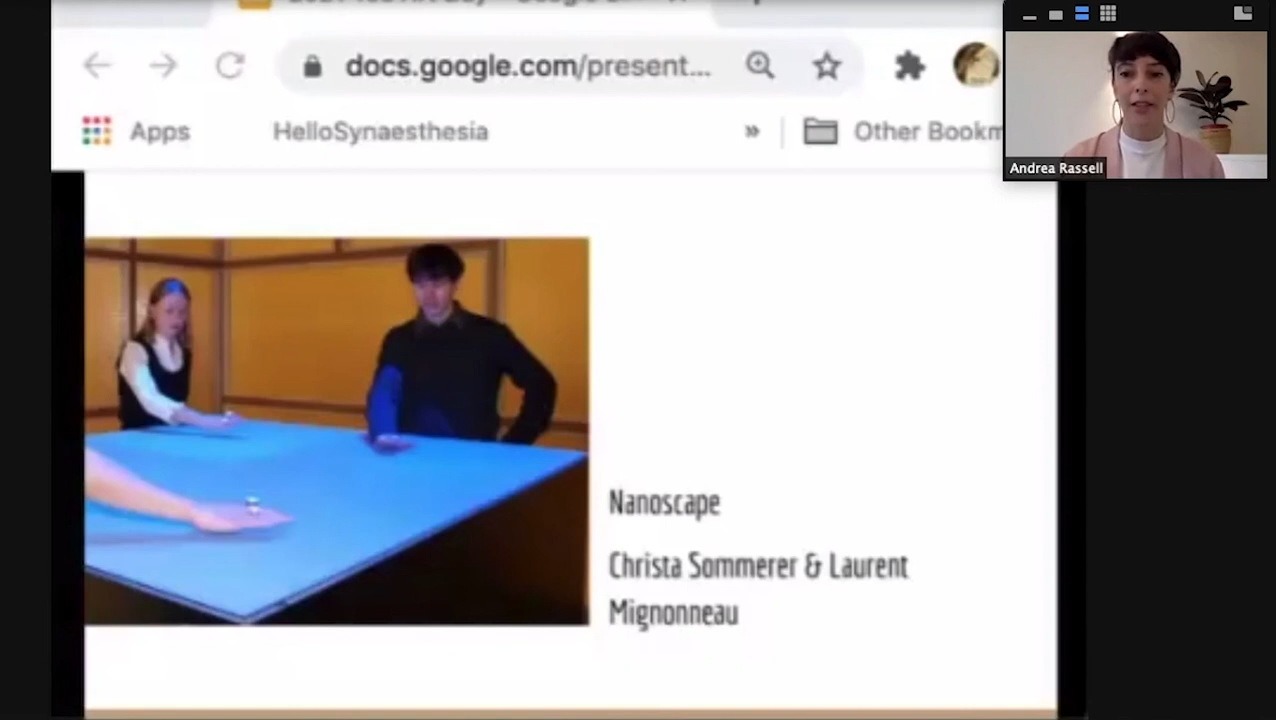 docs.google.com/present...
Apps
HelloSynaesthesia
»
Other Bookm
Andrea Rassell
Nanoscape
Christa Sommerer & Laurent
Mignonneau